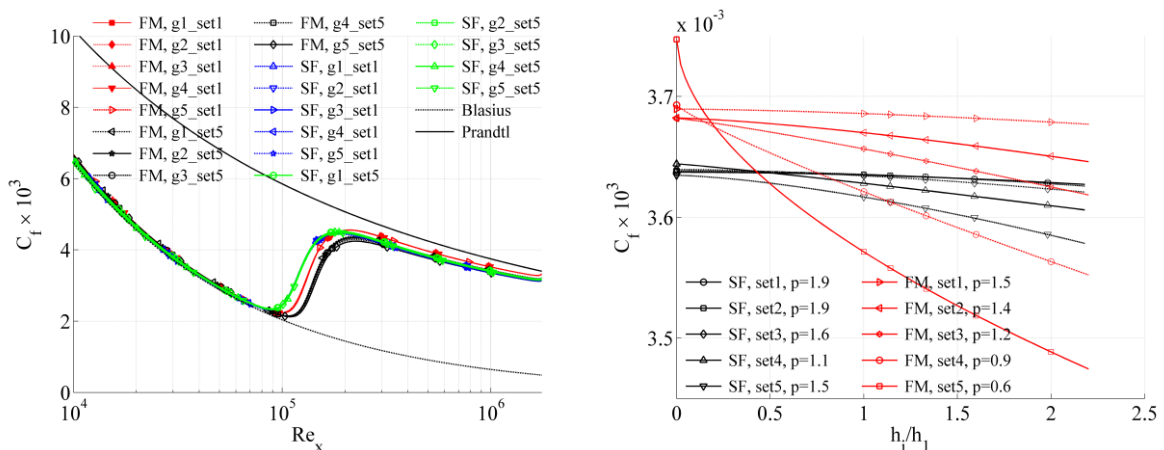 FM, g1_set1
FM, g2_set1
FM, g3_set1
FM, g4_set1
FM, g5_set1
FM, g1_set5
FM, g2_set5
FM, g3_set5
FM, g4_set5
FM, g5_set5
SF, g1_set1
SF, g2_set1
SF, g3_set1
SF, g4_set1
SF, g5_set1
SF, g1_set5
SF, g2_set5
SF, g3_set5
SF, g4_set5
SF, g5_set5
Blasius
Prandtl
10
8
6
4
2
0
C_f × 10^3
10^4
10^5
10^6
Re_x
x 10^-3
3.7
3.6
3.5
C_f × 10^3
SF, set1, p=1.9
SF, set2, p=1.9
SF, set3, p=1.6
SF, set4, p=1.1
SF, set5, p=1.5
FM, set1, p=1.5
FM, set2, p=1.4
FM, set3, p=1.2
FM, set4, p=0.9
FM, set5, p=0.6
0
0.5
1
1.5
2
2.5
h_i/h_1